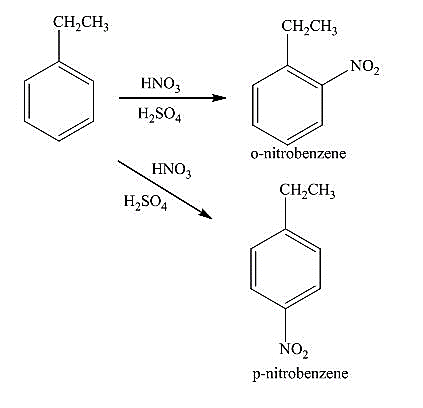 CH₂CH₃
CH₂CH₃
NO₂
HNO₃
H₂SO₄
o-nitrobenzene
HNO₃
H₂SO₄
CH₂CH₃
NO₂
p-nitrobenzene